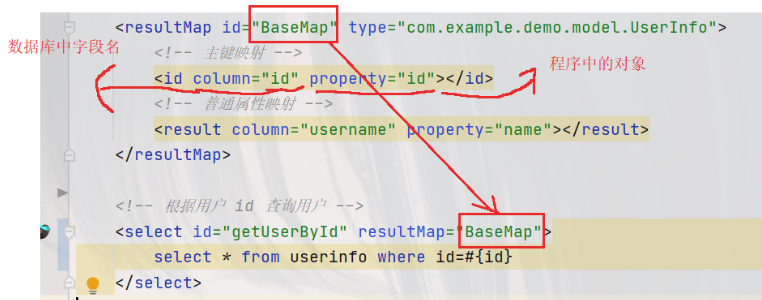 <resultMap id="BaseMap" type="com.example.demo.model.UserInfo">
数据库中字段名
<!-- 主键映射 -->
程序中的对象
<id column="id" property="id"></id>
<!-- 普通属性映射 -->
<result column="username" property="name"></result>
</resultMap>
<!-- 根据用户 id 查询用户 -->
<select id="getUserById" resultMap="BaseMap">
select * from userinfo where id=#{id}
</select>